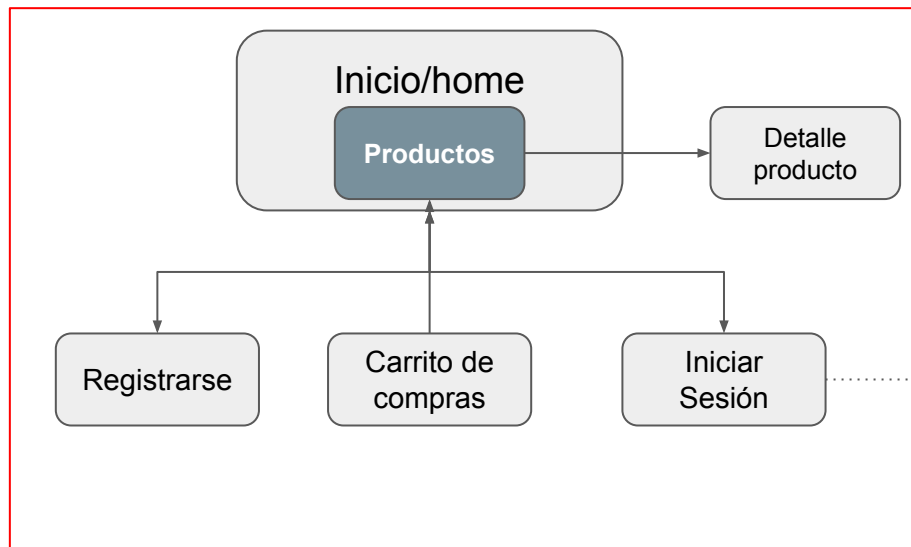 Inicio/home
Productos
Detalle
producto
Registrarse
Carrito de
compras
Iniciar
Sesión